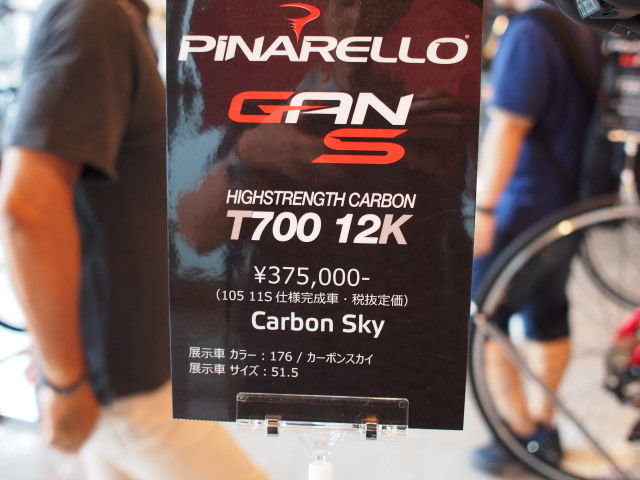 PINARELLO
GAN
S
HIGHSTRENGTH CARBON
T700 12K
¥375,000-
（105 11S 仕様完成車・税抜定価）
Carbon Sky
展示車 カラー：176 / カーボンスカイ
展示車 サイズ：51.5